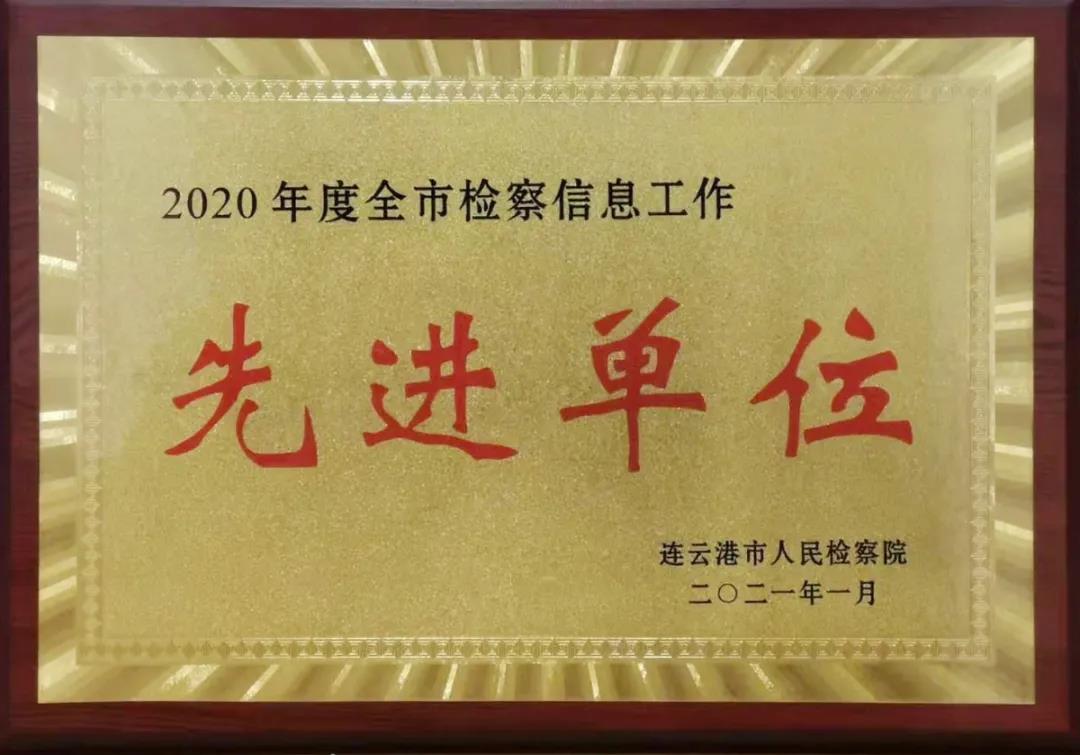 2020年度全市检察信息工作
先进单位
连云港市人民检察院
二〇二一年一月